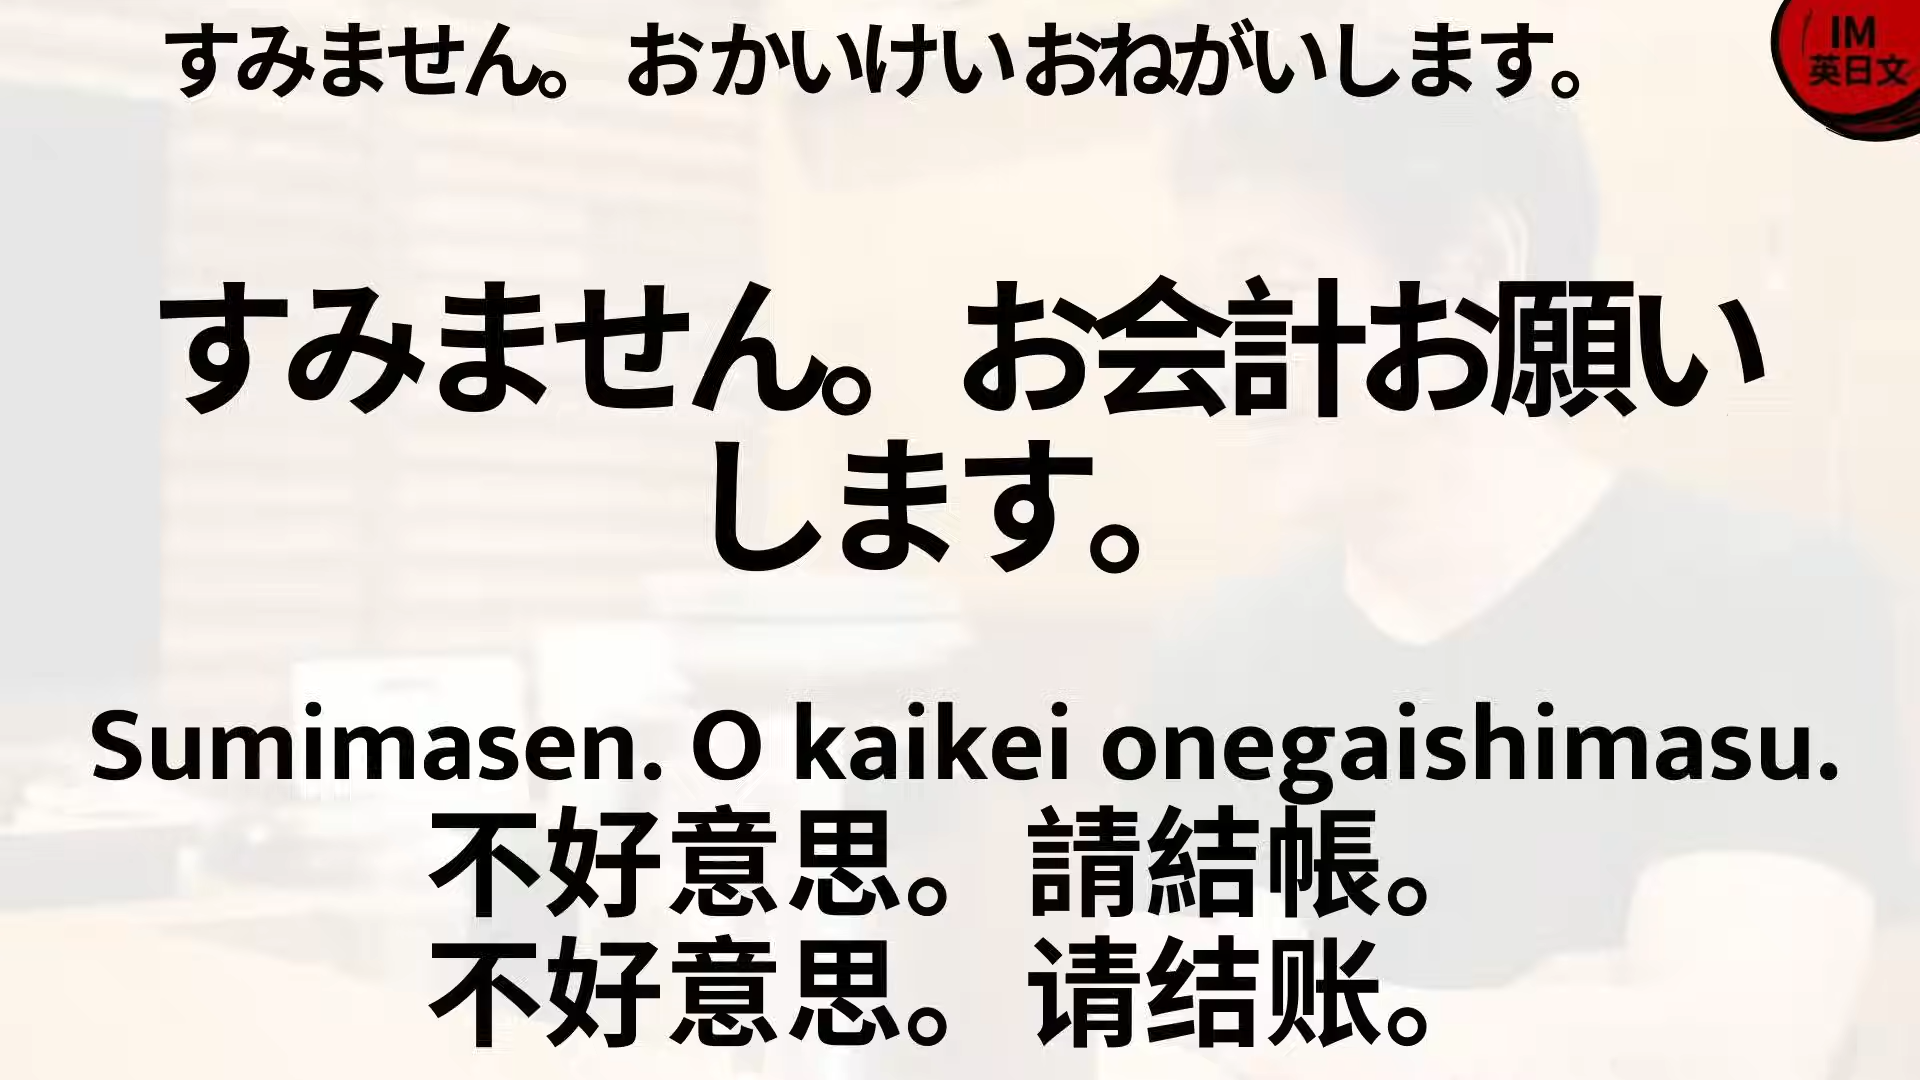 すみません。 おかいけいおねがいします。
IM
英日文
すみません。お会計お願い
します。
Sumimasen. O kaikei onegaishimasu.
不好意思。請結帳。
不好意思。请结账。